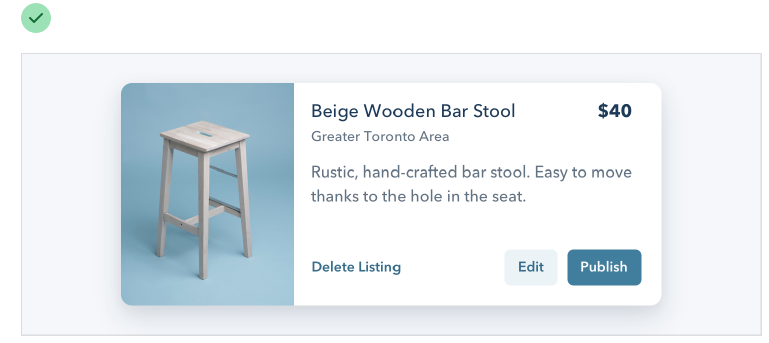 Beige Wooden Bar Stool
$40
Greater Toronto Area
Rustic, hand-crafted bar stool. Easy to move
thanks to the hole in the seat.
Delete Listing
Edit
Publish